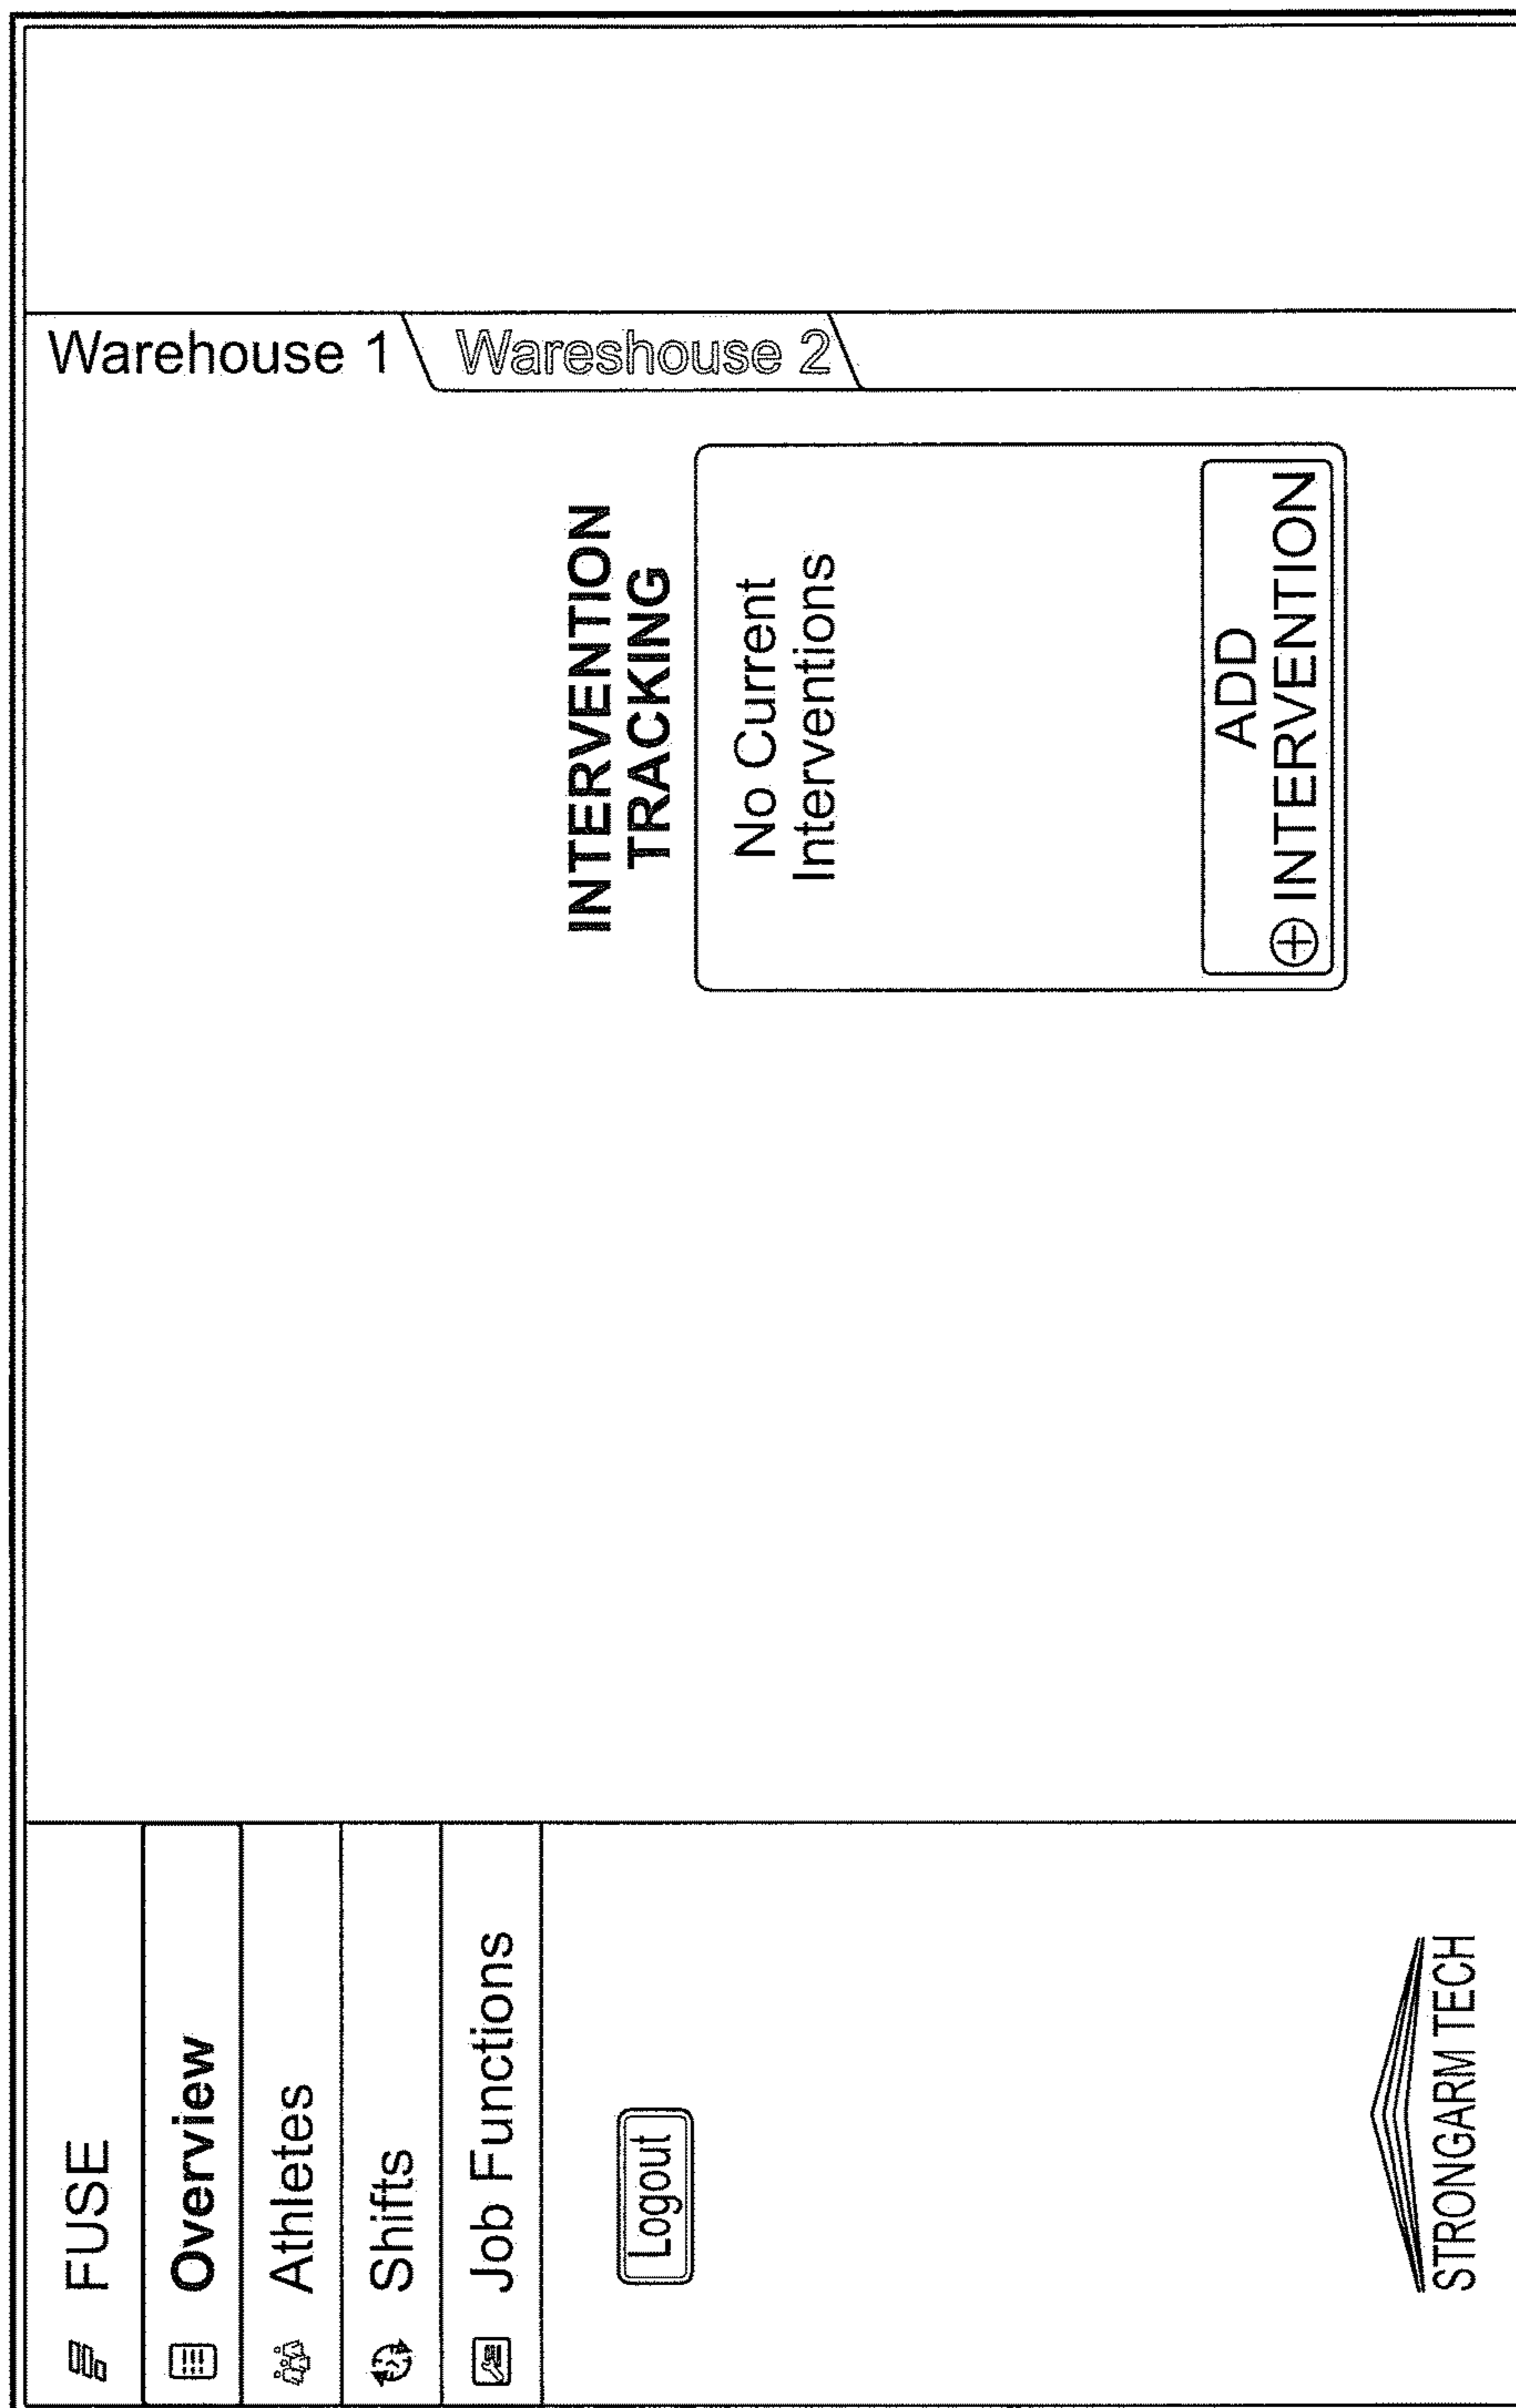 FUSE
Overview
Athletes
Shifts
Job Functions
Logout
STRONGARM TECH
Warehouse 1
Wareshouse 2
INTERVENTION
TRACKING
No Current
Interventions
ADD
INTERVENTION